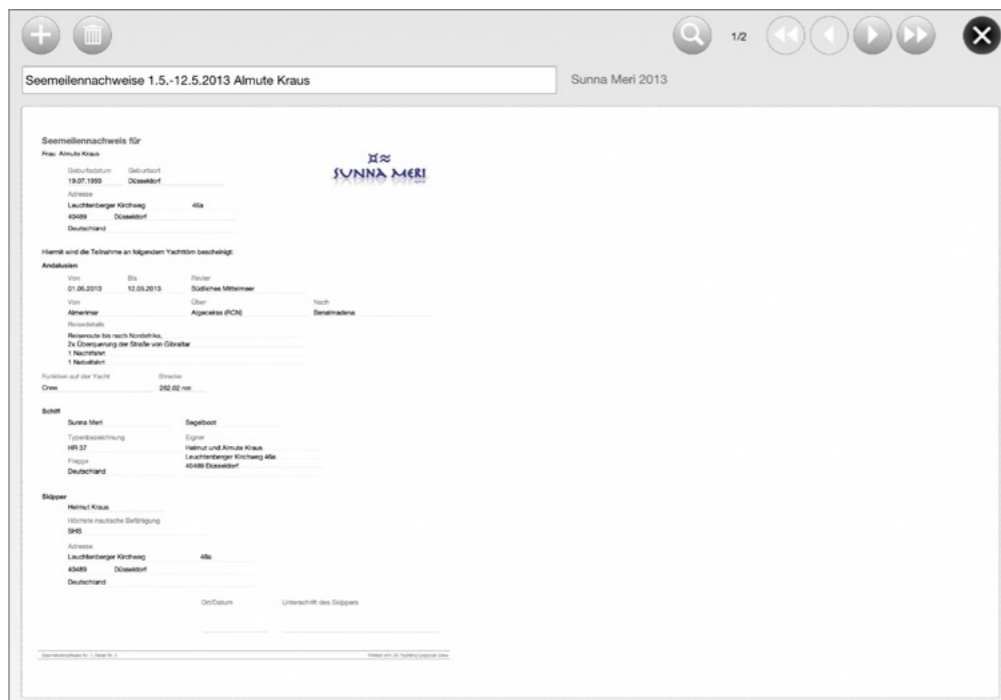 1/2
Seemeilennachweise 1.5.-12.5.2013 Almute Kraus
Sunna Meri 2013
Seemeilennachweis für
Frau Almute Kraus
SUNNA MERI
Geburtsdatum Geburtsort
Düsseldorf
Adresse
Leuchtenberger Kirchweg 46a
40489 Düsseldorf
Deutschland
Hiermit wird die Teilnahme an folgendem Yachttörn bescheinigt:
Andalusien
Von Bis Revier
01.05.2013 12.05.2013 Südliches Mittelmeer
Von Über Nach
Almerimar Algeceiras (RCN) Benalmadena
Reisedetails
Reiseroute bis nach Nordafrika,
2x Überquerung der Straße von Gibraltar
1 Nachtfahrt
1 Nebelfahrt
Funktion auf der Yacht Strecke
Crew 282.62 nm
Schiff
Sunna Meri Segelboot
Typenbezeichnung Eigner
HR 37 Helmut und Almute Kraus
Leuchtenberger Kirchweg 46a
Flagge 40489 Düsseldorf
Deutschland
Skipper
Helmut Kraus
Höchste nautische Befähigung
SHS
Adresse
Leuchtenberger Kirchweg 46a
40489 Düsseldorf
Deutschland
Ort/Datum Unterschrift des Skippers